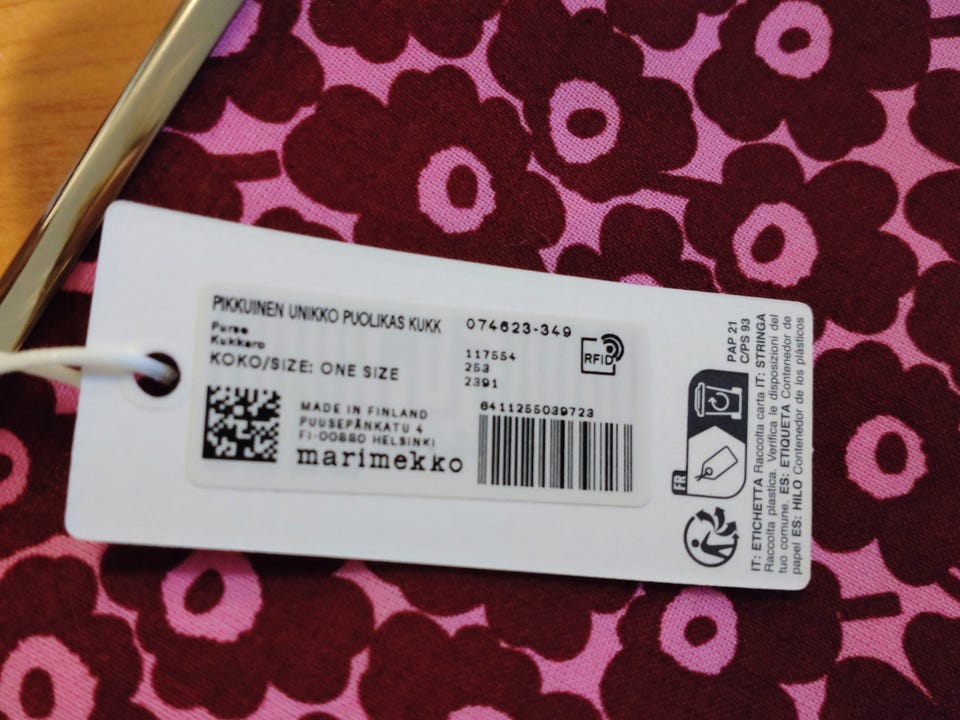 PIKKUINEN UNIKKO PUOLIKAS KUKK
Purse
Kukkaro
KOKO/SIZE: ONE SIZE
074623-349
117554
253
2391
RFID
MADE IN FINLAND
PUUSEPÄNKATU 4
FI-00880 HELSINKI
marimekko
6411255039723
PAP 21
C/PS 93
FR
IT: ETICHETTA Raccolta carta IT: STRINGA
Raccolta plastica. Verifica le disposizioni del
tuo comune. ES: ETIQUETA Contenedor de
papel ES: HILO Contenedor de los plásticos